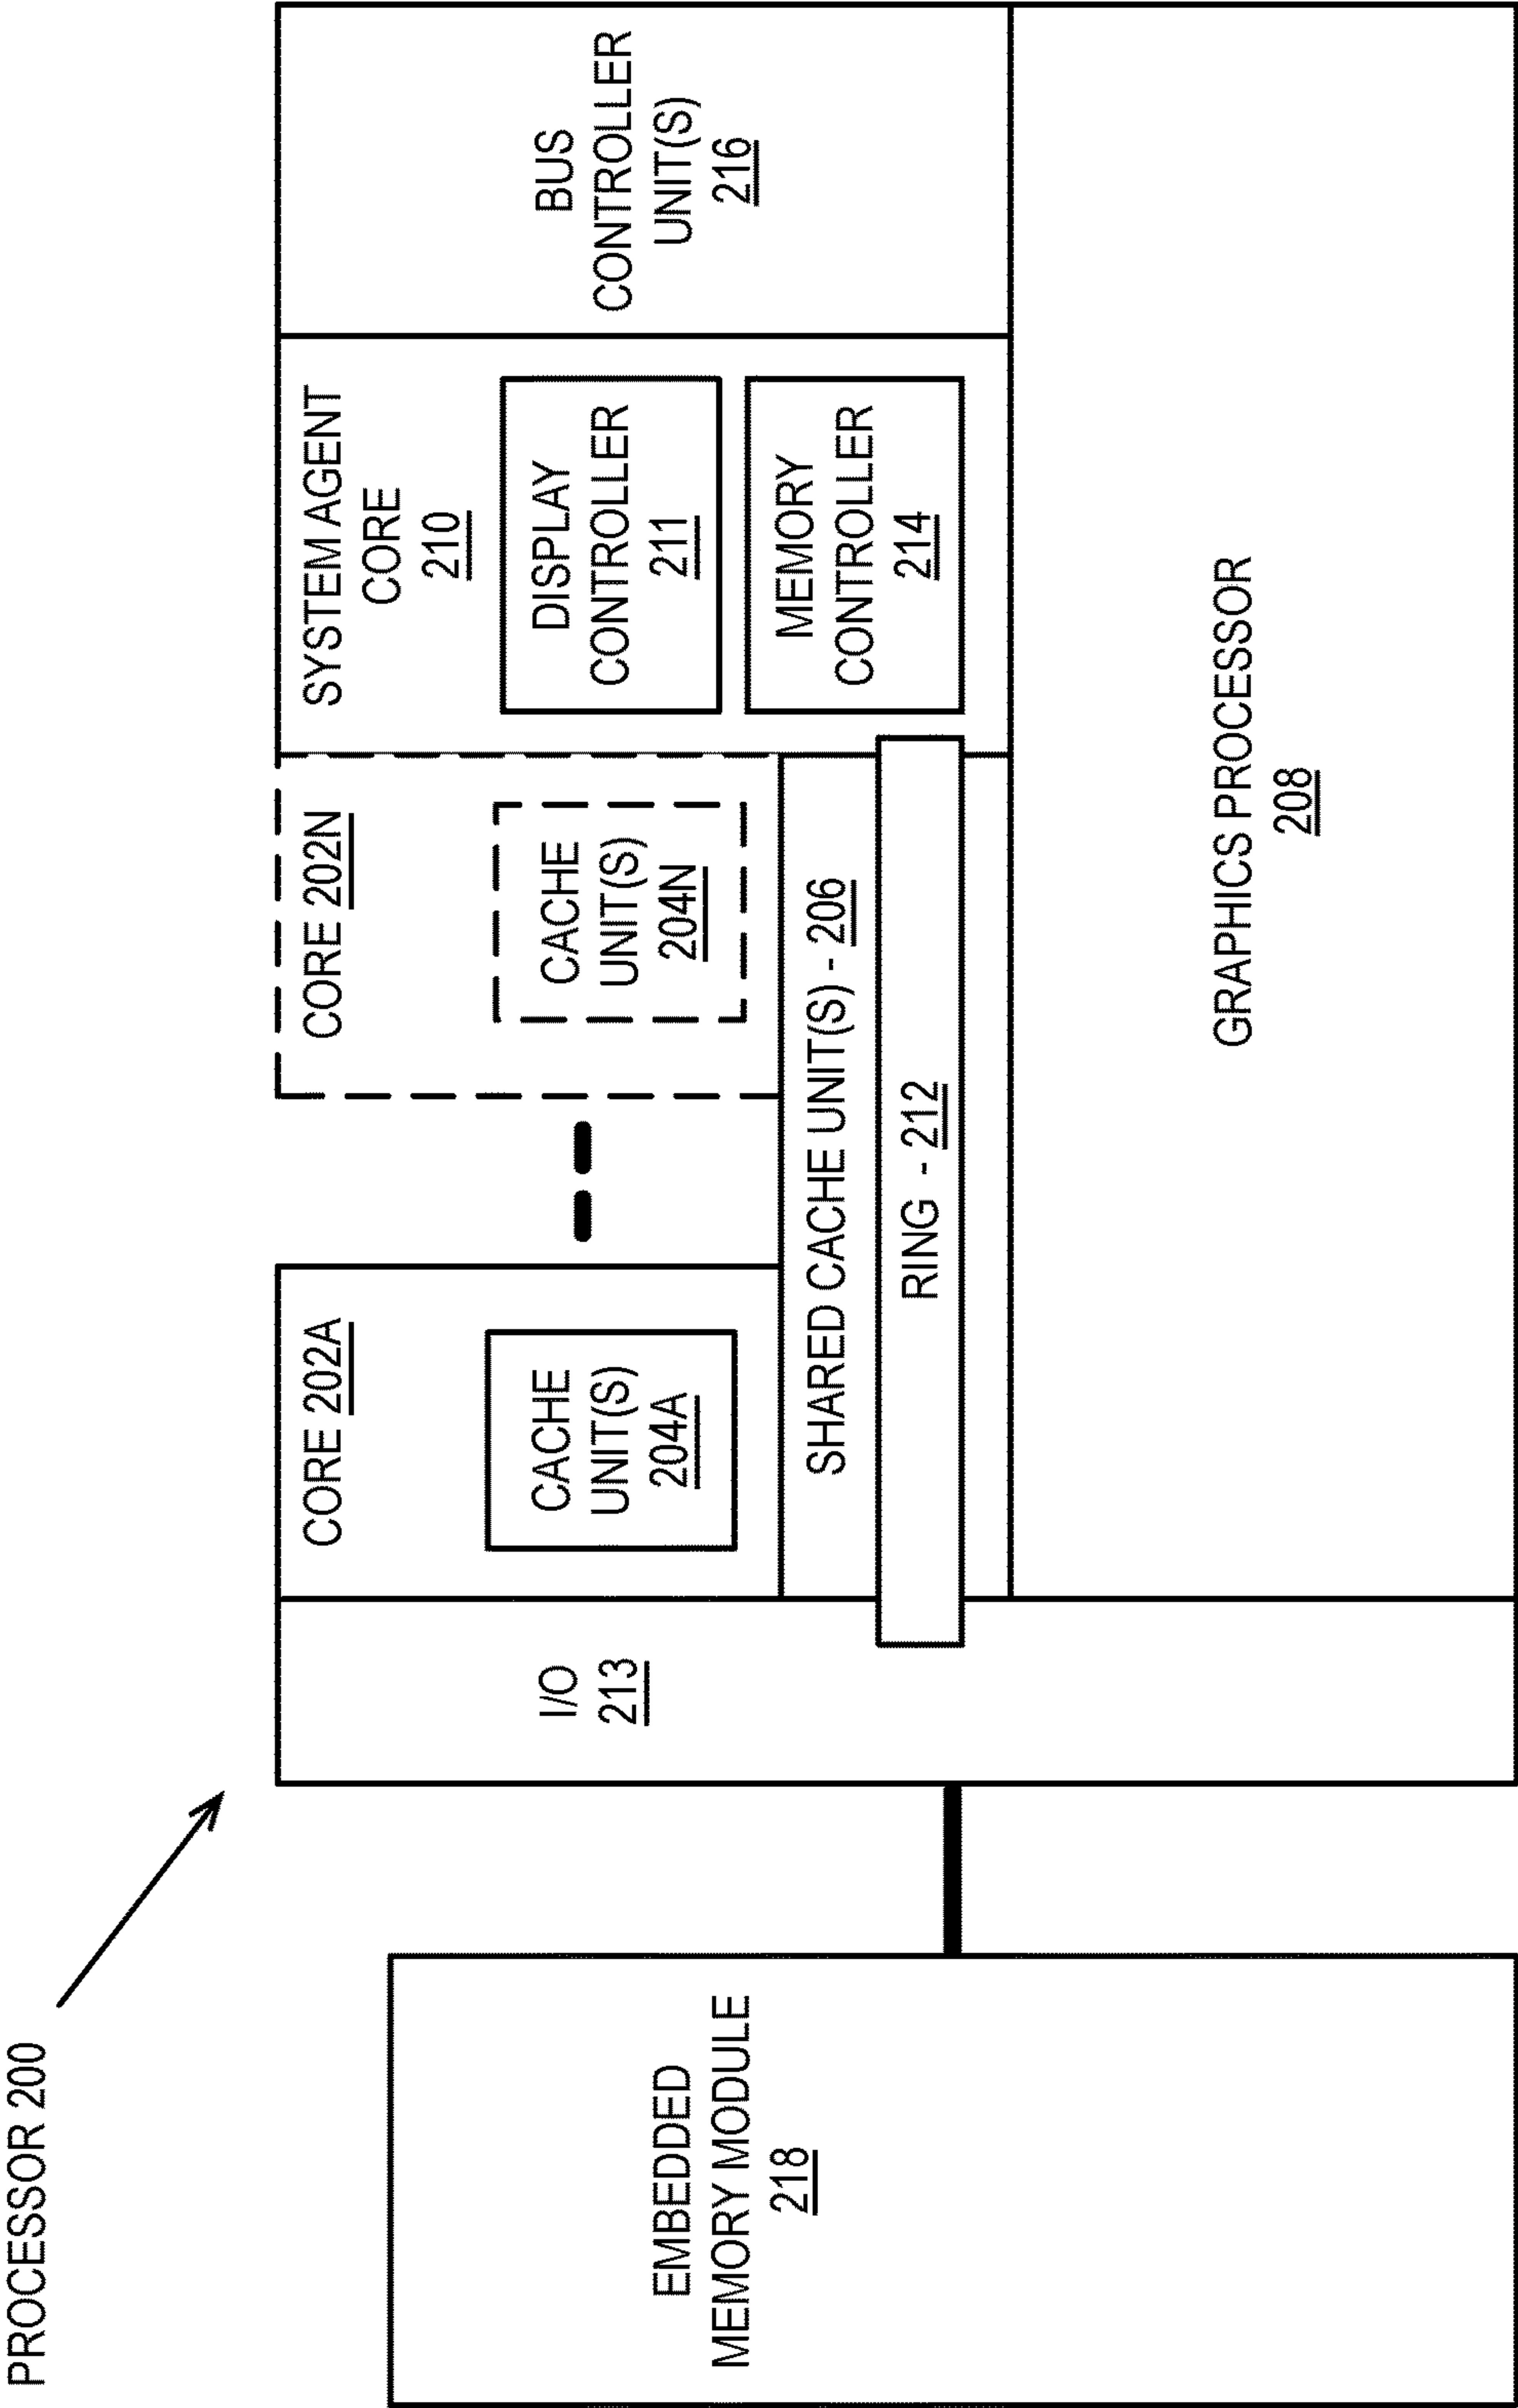 PROCESSOR 200
EMBEDDED
MEMORY MODULE
218
I/O
213
CORE 202A
CACHE
UNIT(S)
204A
CORE 202N
CACHE
UNIT(S)
204N
SHARED CACHE UNIT(S) - 206
RING - 212
SYSTEM AGENT
CORE
210
DISPLAY
CONTROLLER
211
MEMORY
CONTROLLER
214
BUS
CONTROLLER
UNIT(S)
216
GRAPHICS PROCESSOR
208